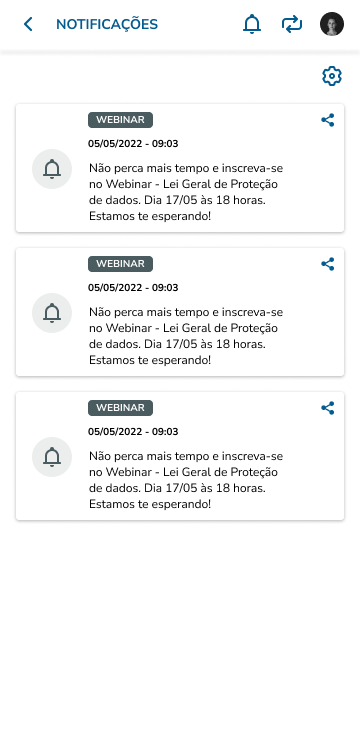 NOTIFICAÇÕES
WEBINAR
05/05/2022 - 09:03
Não perca mais tempo e inscreva-se
no Webinar - Lei Geral de Proteção
de dados. Dia 17/05 às 18 horas.
Estamos te esperando!
WEBINAR
05/05/2022 - 09:03
Não perca mais tempo e inscreva-se
no Webinar - Lei Geral de Proteção
de dados. Dia 17/05 às 18 horas.
Estamos te esperando!
WEBINAR
05/05/2022 - 09:03
Não perca mais tempo e inscreva-se
no Webinar - Lei Geral de Proteção
de dados. Dia 17/05 às 18 horas.
Estamos te esperando!